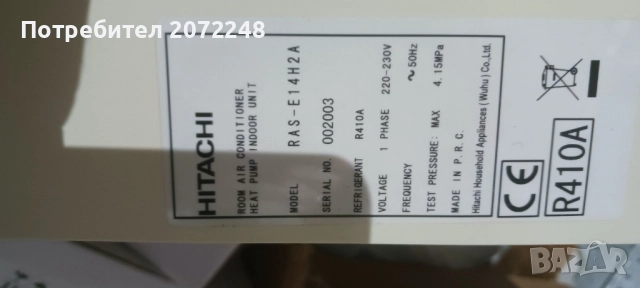 Потребител 2072248
HITACHI
ROOM AIR CONDITIONER
HEAT PUMP INDOOR UNIT
MODEL RAS-E14H2A
SERIAL NO. 002003
REFRIGERANT R410A
VOLTAGE 1 PHASE 220-230V
FREQUENCY ~50Hz
TEST PRESSURE: MAX 4.15MPa
MADE IN P.R.C.
Hitachi Household Appliances (Wuhu) Co.,Ltd.
CE
R410A
BAZAR